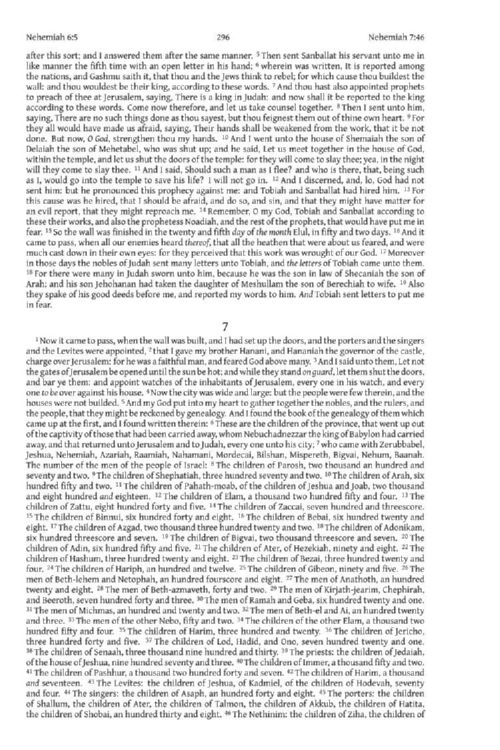 Nehemiah 6:5 296 Nehemiah 7:46
after this sort; and I answered them after the same manner. 5 Then sent Sanballat his servant unto me in
like manner the fifth time with an open letter in his hand; 6 wherein was written, It is reported among
the nations, and Gashmu saith it, that thou and the Jews think to rebel; for which cause thou buildest the
wall: and thou wouldest be their king, according to these words. 7 And thou hast also appointed prophets
to preach of thee at Jerusalem, saying, There is a king in Judah: and now shall it be reported to the king
according to these words. Come now therefore, and let us take counsel together. 8 Then I sent unto him,
saying, There are no such things done as thou sayest, but thou feignest them out of thine own heart. 9 For
they all would have made us afraid, saying, Their hands shall be weakened from the work, that it be not
done. But now, O God, strengthen thou my hands. 10 And I went unto the house of Shemaiah the son of
Delaiah the son of Mehetabel, who was shut up; and he said, Let us meet together in the house of God,
within the temple, and let us shut the doors of the temple: for they will come to slay thee; yea, in the night
will they come to slay thee. 11 And I said, Should such a man as I flee? and who is there, that, being such
as I, would go into the temple to save his life? I will not go in. 12 And I discerned, and, lo, God had not
sent him: but he pronounced this prophecy against me: and Tobiah and Sanballat had hired him. 13 For
this cause was he hired, that I should be afraid, and do so, and sin, and that they might have matter for
an evil report, that they might reproach me. 14 Remember, O my God, Tobiah and Sanballat according to
these their works, and also the prophetess Noadiah, and the rest of the prophets, that would have put me in
fear. 15 So the wall was finished in the twenty and fifth day of the month Elul, in fifty and two days. 16 And it
came to pass, when all our enemies heard thereof, that all the heathen that were about us feared, and were
much cast down in their own eyes: for they perceived that this work was wrought of our God. 17 Moreover
in those days the nobles of Judah sent many letters unto Tobiah, and the letters of Tobiah came unto them.
18 For there were many in Judah sworn unto him, because he was the son in law of Shecaniah the son of
Arah; and his son Jehohanan had taken the daughter of Meshullam the son of Berechiah to wife. 19 Also
they spake of his good deeds before me, and reported my words to him. And Tobiah sent letters to put me
in fear.
7
1 Now it came to pass, when the wall was built, and I had set up the doors, and the porters and the singers
and the Levites were appointed, 2 that I gave my brother Hanani, and Hananiah the governor of the castle,
charge over Jerusalem: for he was a faithful man, and feared God above many. 3 And I said unto them, Let not
the gates of Jerusalem be opened until the sun be hot; and while they stand on guard, let them shut the doors,
and bar ye them: and appoint watches of the inhabitants of Jerusalem, every one in his watch, and every
one to be over against his house. 4 Now the city was wide and large: but the people were few therein, and the
houses were not builded. 5 And my God put into my heart to gather together the nobles, and the rulers, and
the people, that they might be reckoned by genealogy. And I found the book of the genealogy of them which
came up at the first, and I found written therein: 6 These are the children of the province, that went up out
of the captivity of those that had been carried away, whom Nebuchadnezzar the king of Babylon had carried
away, and that returned unto Jerusalem and to Judah, every one unto his city; 7 who came with Zerubbabel,
Jeshua, Nehemiah, Azariah, Raamiah, Nahamani, Mordecai, Bilshan, Mispereth, Bigvai, Nehum, Baanah.
The number of the men of the people of Israel: 8 The children of Parosh, two thousand an hundred and
seventy and two. 9 The children of Shephatiah, three hundred seventy and two. 10 The children of Arah, six
hundred fifty and two. 11 The children of Pahath-moab, of the children of Jeshua and Joab, two thousand
and eight hundred and eighteen. 12 The children of Elam, a thousand two hundred fifty and four. 13 The
children of Zattu, eight hundred forty and five. 14 The children of Zaccai, seven hundred and threescore.
15 The children of Binnui, six hundred forty and eight. 16 The children of Bebai, six hundred twenty and
eight. 17 The children of Azgad, two thousand three hundred twenty and two. 18 The children of Adonikam,
six hundred threescore and seven. 19 The children of Bigvai, two thousand threescore and seven. 20 The
children of Adin, six hundred fifty and five. 21 The children of Ater, of Hezekiah, ninety and eight. 22 The
children of Hashum, three hundred twenty and eight. 23 The children of Bezai, three hundred twenty and
four. 24 The children of Hariph, an hundred and twelve. 25 The children of Gibeon, ninety and five. 26 The
men of Beth-lehem and Netophah, an hundred fourscore and eight. 27 The men of Anathoth, an hundred
twenty and eight. 28 The men of Beth-azmaveth, forty and two. 29 The men of Kirjath-jearim, Chephirah,
and Beeroth, seven hundred forty and three. 30 The men of Ramah and Geba, six hundred twenty and one.
31 The men of Michmas, an hundred and twenty and two. 32 The men of Beth-el and Ai, an hundred twenty
and three. 33 The men of the other Nebo, fifty and two. 34 The children of the other Elam, a thousand two
hundred fifty and four. 35 The children of Harim, three hundred and twenty. 36 The children of Jericho,
three hundred forty and five. 37 The children of Lod, Hadid, and Ono, seven hundred twenty and one.
38 The children of Senaah, three thousand nine hundred and thirty. 39 The priests: the children of Jedaiah,
of the house of Jeshua, nine hundred seventy and three. 40 The children of Immer, a thousand fifty and two.
41 The children of Pashhur, a thousand two hundred forty and seven. 42 The children of Harim, a thousand
and seventeen. 43 The Levites: the children of Jeshua, of Kadmiel, of the children of Hodevah, seventy
and four. 44 The singers: the children of Asaph, an hundred forty and eight. 45 The porters: the children
of Shallum, the children of Ater, the children of Talmon, the children of Akkub, the children of Hatita,
the children of Shobai, an hundred thirty and eight. 46 The Nethinim: the children of Ziha, the children of